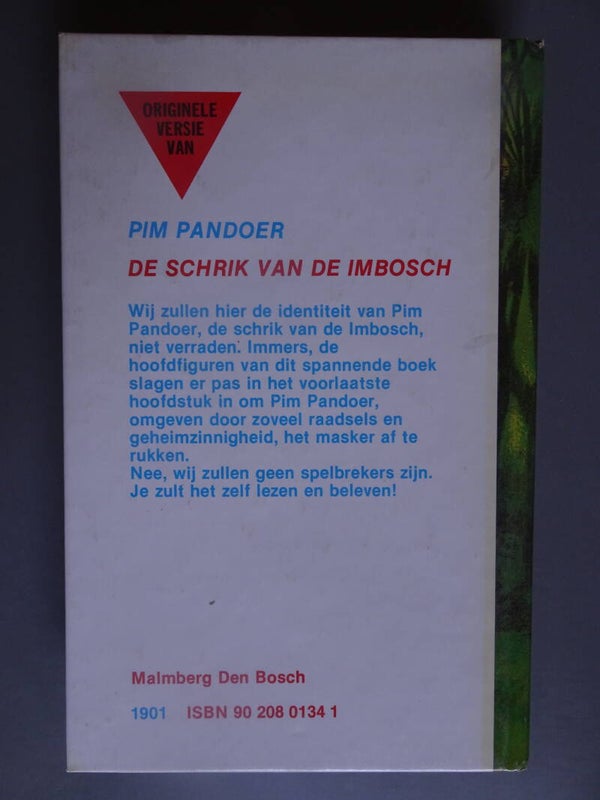 ORIGINELE
VERSIE
VAN
PIM PANDOER
DE SCHRIK VAN DE IMBOSCH
Wij zullen hier de identiteit van Pim
Pandoer, de schrik van de Imbosch,
niet verraden. Immers, de
hoofdfiguren van dit spannende boek
slagen er pas in het voorlaatste
hoofdstuk in om Pim Pandoer,
omgeven door zoveel raadsels en
geheimzinnigheid, het masker af te
rukken.
Nee, wij zullen geen spelbrekers zijn.
Je zult het zelf lezen en beleven!
Malmberg Den Bosch
1901 ISBN 90 208 0134 1